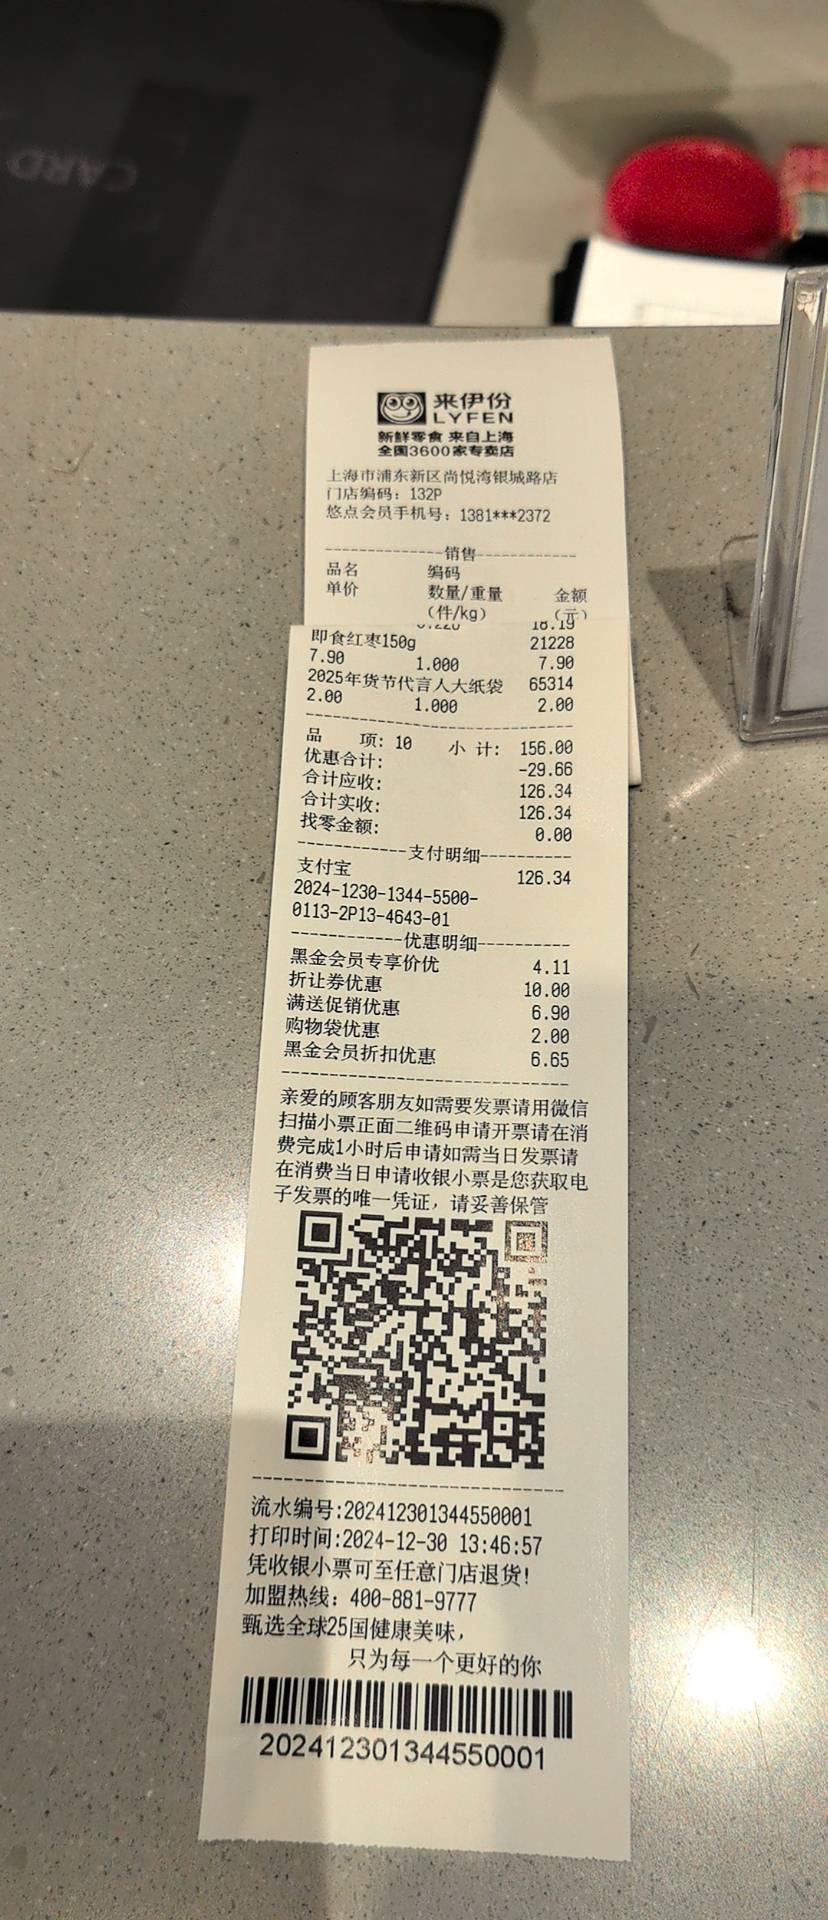 CARD
来伊份
LYFEN
新鲜零食 来自上海
全国3600家专卖店
上海市浦东新区尚悦湾银城路店
门店编码：132P
悠点会员手机号：1381***2372
---------------销售-------------
品名 编码
单价 数量/重量 金额
（件/kg） （元）
18.19
即食红枣150g 21228
7.90 1.000 7.90
2025年货节代言人大纸袋 65314
2.00 1.000 2.00
品 项: 10 小 计: 156.00
优惠合计: -29.66
合计应收: 126.34
合计实收: 126.34
找零金额: 0.00
------------支付明细----------
支付宝 126.34
2024-1230-1344-5500-
0113-2P13-4643-01
------------优惠明细----------
黑金会员专享价优 4.11
折让券优惠 10.00
满送促销优惠 6.90
购物袋优惠 2.00
黑金会员折扣优惠 6.65
亲爱的顾客朋友如需要发票请用微信
扫描小票正面二维码申请开票请在消
费完成1小时后申请如需当日发票请
在消费当日申请收银小票是您获取电
子发票的唯一凭证，请妥善保管
流水编号:202412301344550001
打印时间:2024-12-30 13:46:57
凭收银小票可至任意门店退货!
加盟热线：400-881-9777
甄选全球25国健康美味，
只为每一个更好的你
202412301344550001